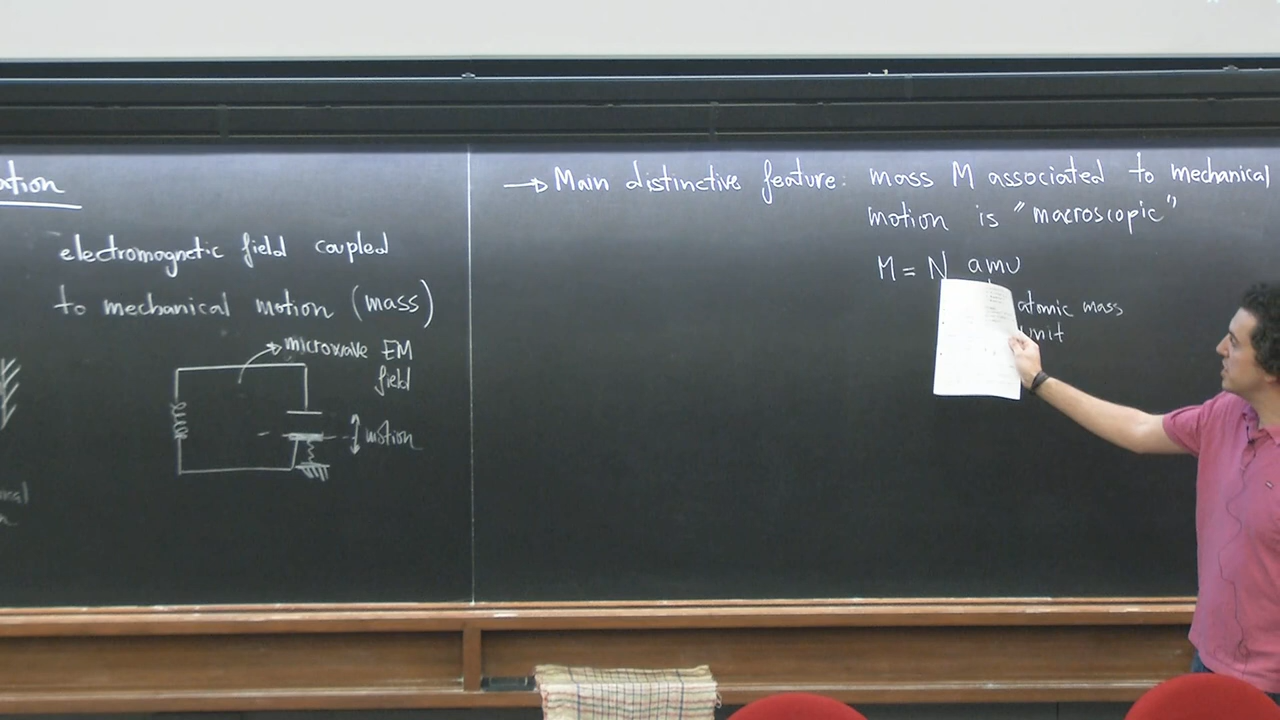 ation
electromagnetic field coupled
to mechanical motion (mass)
microwave EM
field
motion
→ Main distinctive feature: mass M associated to mechanical
motion is "macroscopic"
M = N amu
atomic mass
unit